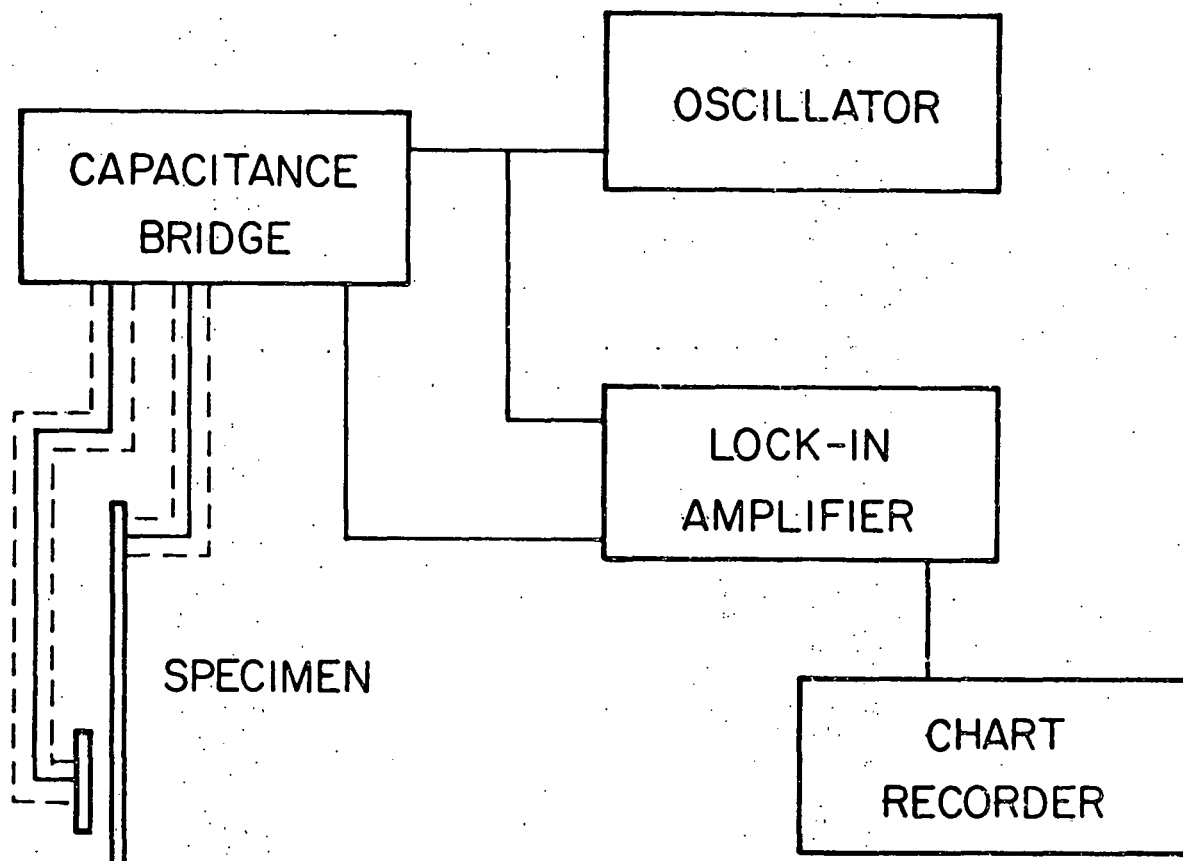 OSCILLATOR
CAPACITANCE
BRIDGE
LOCK-IN
AMPLIFIER
SPECIMEN
CHART
RECORDER